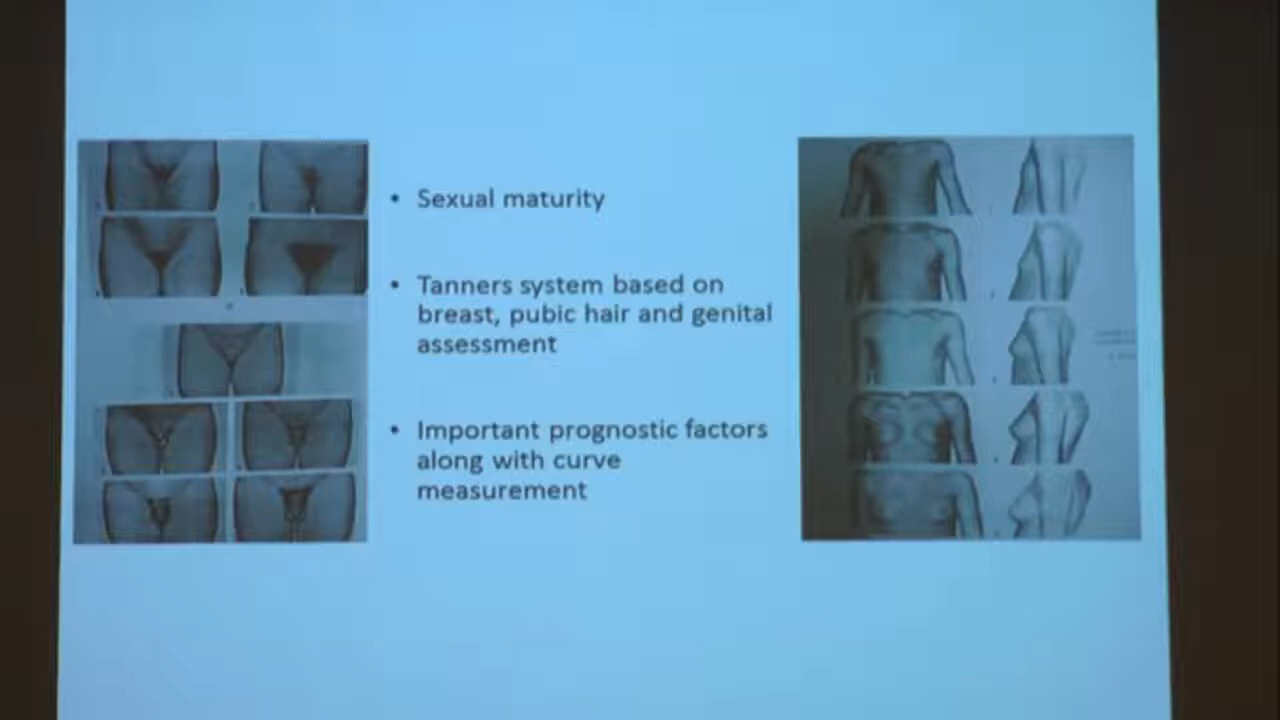 • Sexual maturity
• Tanners system based on
breast, pubic hair and genital
assessment
• Important prognostic factors
along with curve
measurement